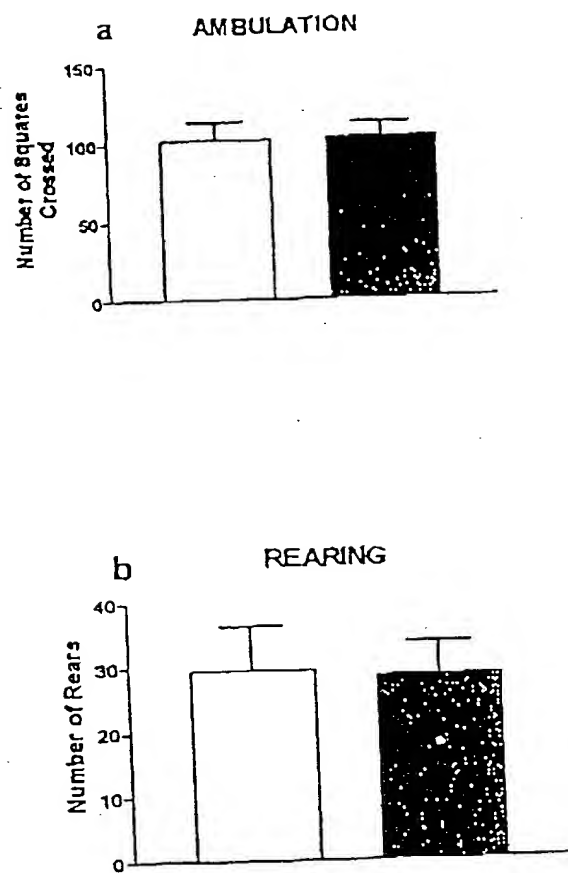 a
AMBULATION
150
100
50
0
Number of Squares
Crossed
b
REARING
40
30
20
10
0
Number of Rears